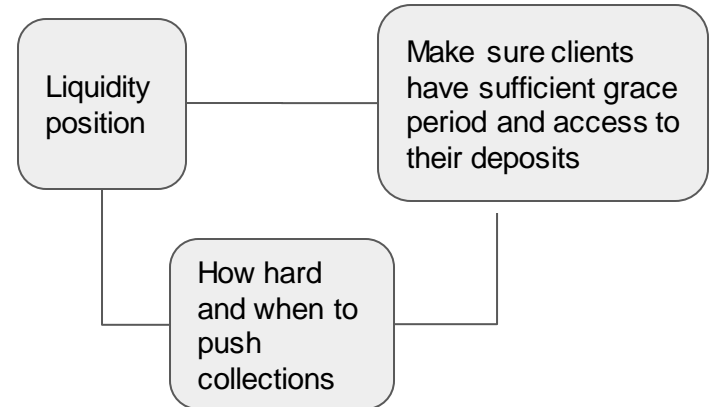 Liquidity
position
Make sure clients
have sufficient grace
period and access to
their deposits
How hard
and when to
push
collections